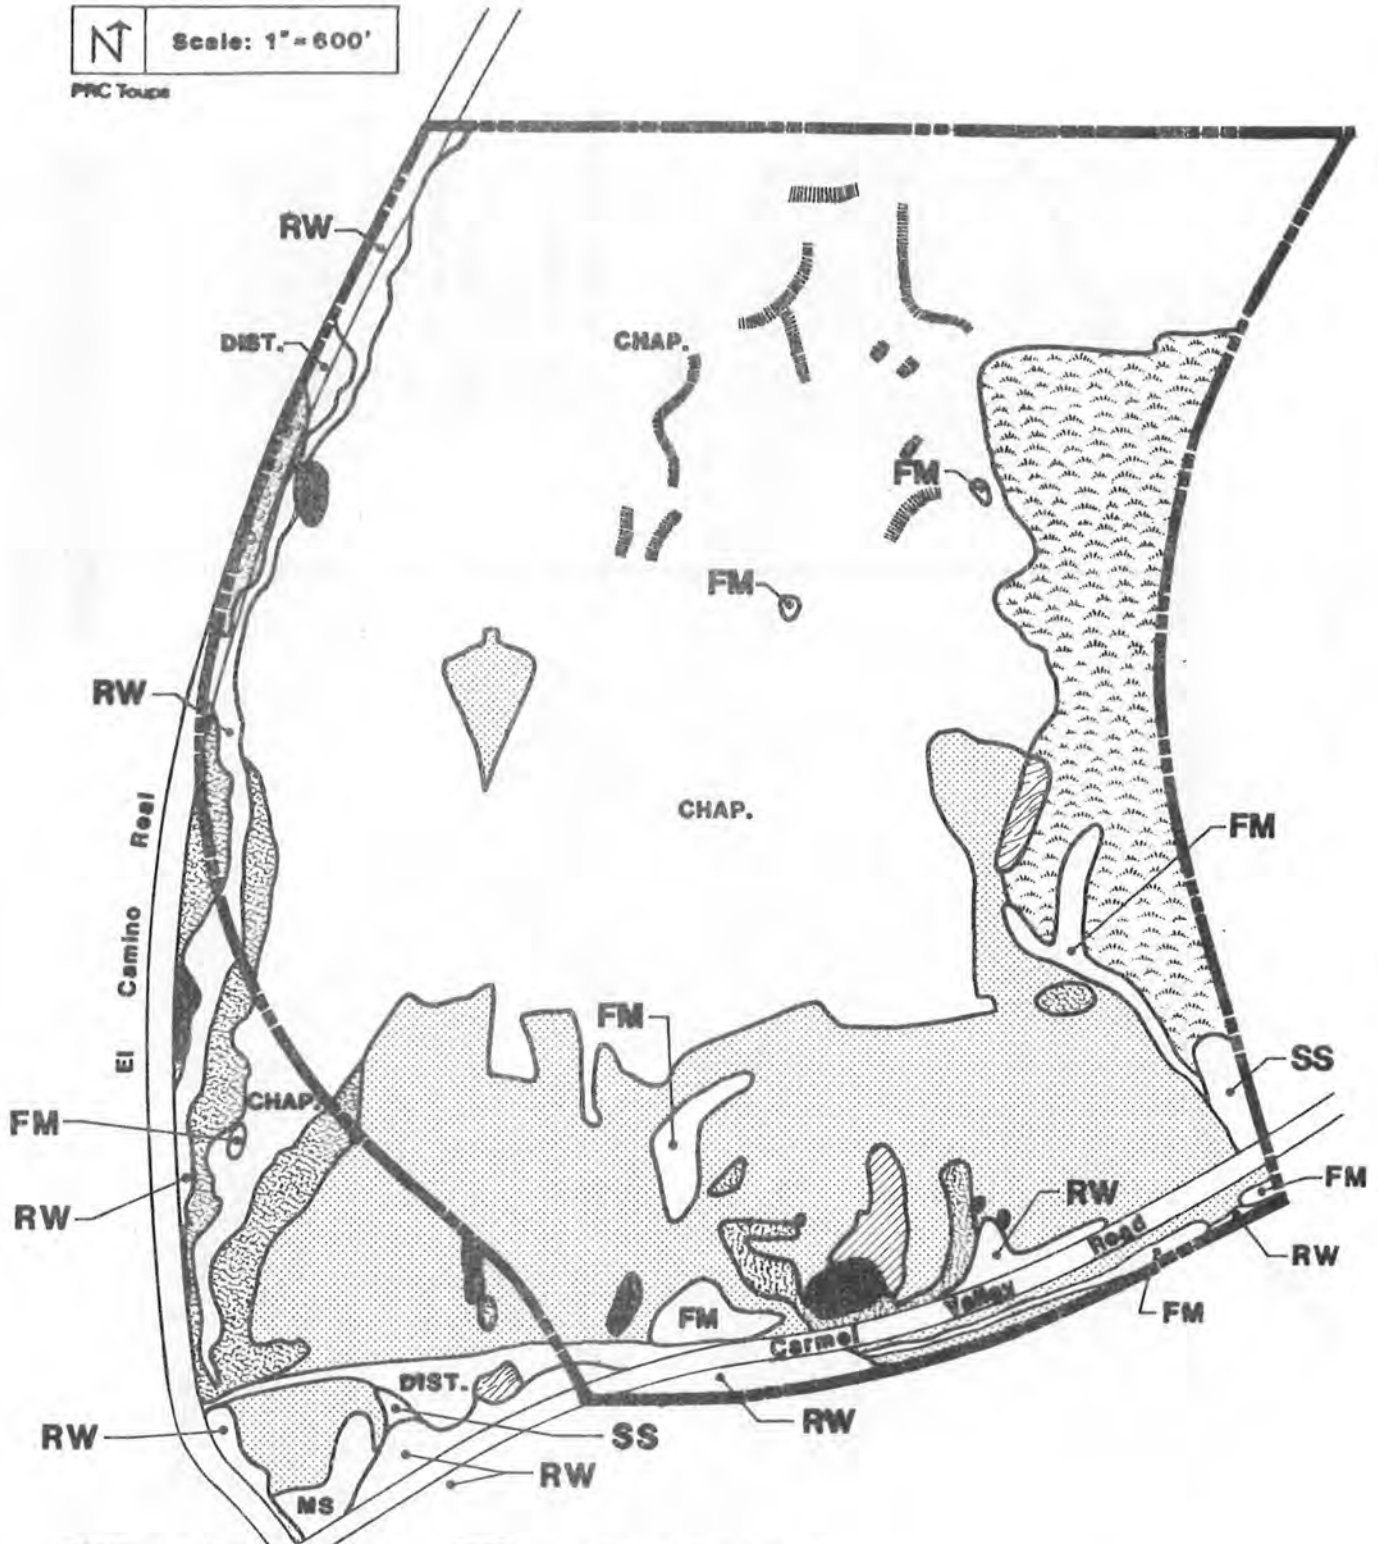 N
Scale: 1"=600'
PRC Toups
RW
DIST.
CHAP.
FM
FM
RW
El Camino Real
CHAP.
FM
FM
SS
CHAP.
FM
RW
RW
FM
RW
FM
FM
Carmel Valley Road
DIST.
RW
SS
RW
RW
MS